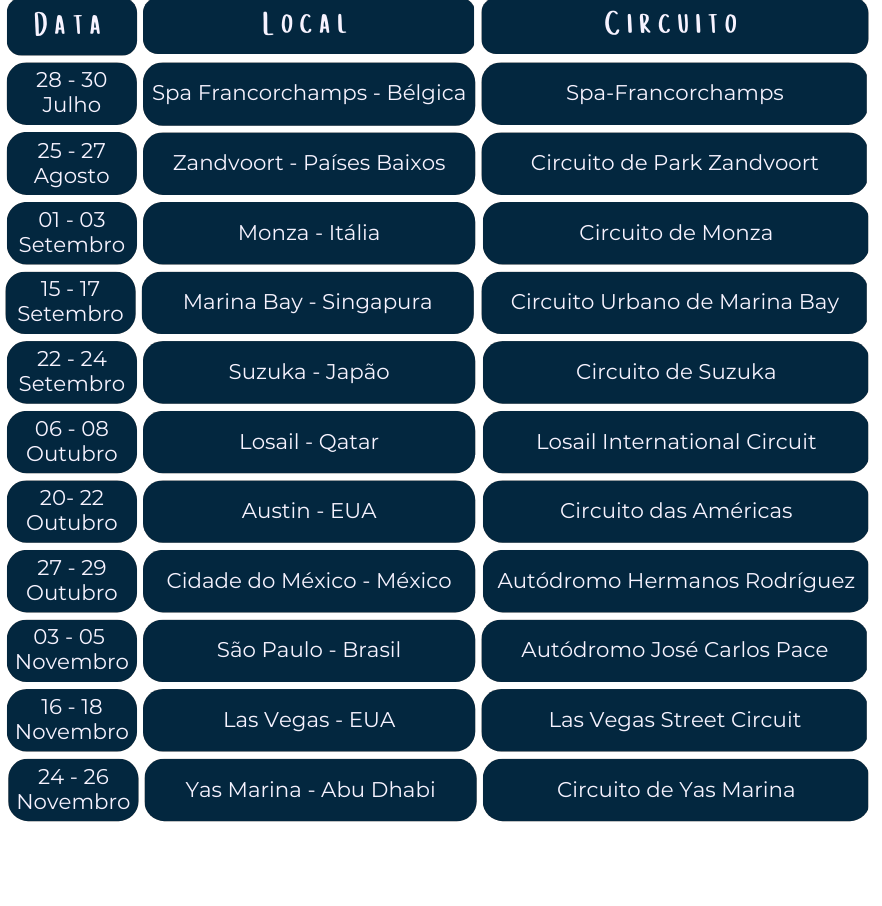 DATA LOCAL CIRCUITO
28 - 30
Julho
Spa Francorchamps - Bélgica
Spa-Francorchamps
25 - 27
Agosto
Zandvoort - Países Baixos
Circuito de Park Zandvoort
01 - 03
Setembro
Monza - Itália
Circuito de Monza
15 - 17
Setembro
Marina Bay - Singapura
Circuito Urbano de Marina Bay
22 - 24
Setembro
Suzuka - Japão
Circuito de Suzuka
06 - 08
Outubro
Losail - Qatar
Losail International Circuit
20- 22
Outubro
Austin - EUA
Circuito das Américas
27 - 29
Outubro
Cidade do México - México
Autódromo Hermanos Rodríguez
03 - 05
Novembro
São Paulo - Brasil
Autódromo José Carlos Pace
16 - 18
Novembro
Las Vegas - EUA
Las Vegas Street Circuit
24 - 26
Novembro
Yas Marina - Abu Dhabi
Circuito de Yas Marina